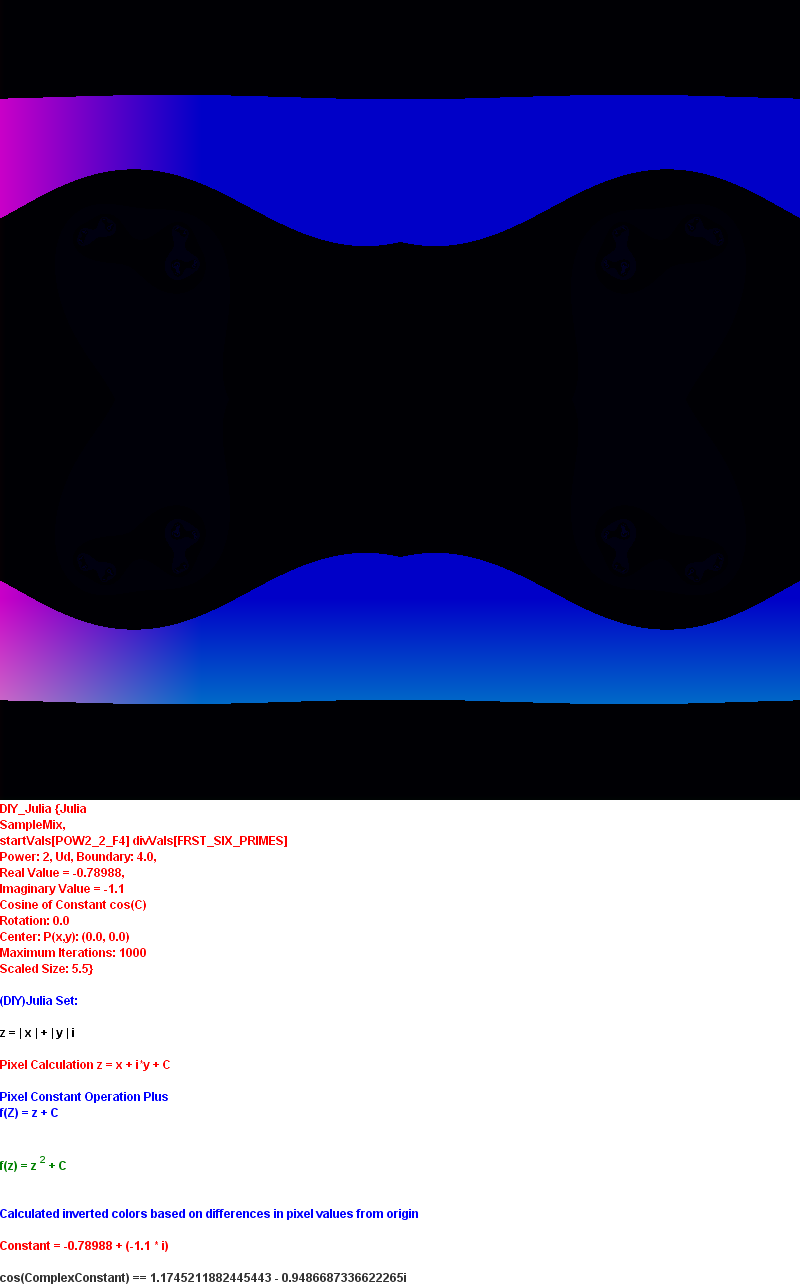 DIY_Julia {Julia
SampleMix,
startVals[POW2_2_F4] divVals[FRST_SIX_PRIMES]
Power: 2, Ud, Boundary: 4.0,
Real Value = -0.78988,
Imaginary Value = -1.1
Cosine of Constant cos(C)
Rotation: 0.0
Center: P(x,y): (0.0, 0.0)
Maximum Iterations: 1000
Scaled Size: 5.5}
(DIY)Julia Set:
z = | x | + | y | i
Pixel Calculation z = x + i*y + C
Pixel Constant Operation Plus
f(Z) = z + C
f(z) = z 2 + C
Calculated inverted colors based on differences in pixel values from origin
Constant = -0.78988 + (-1.1 * i)
cos(ComplexConstant) == 1.1745211882445443 - 0.9486687336622265i